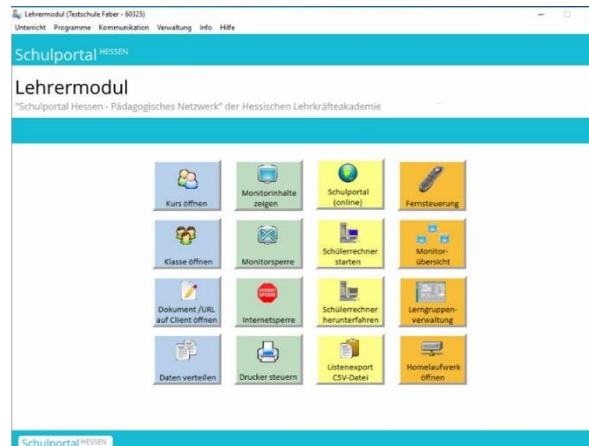 Lehrermodul (Testschule Faber - 60325)
Unterricht Programme Kommunikation Verwaltung Info Hilfe
Schulportal HESSEN
Lehrermodul
"Schulportal Hessen - Pädagogisches Netzwerk" der Hessischen Lehrkräfteakademie
Kurs öffnen
Monitorinhalte
zeigen
Schulportal
(online)
Fernsteuerung
Klasse öffnen
Monitorsperre
Schülerrechner
starten
Monitor-
übersicht
Dokument /URL
auf Client öffnen
INTERNET
SPERRE
Internetsperre
Schülerrechner
herunterfahren
Lerngruppen-
verwaltung
Daten verteilen
Drucker steuern
Listenexport
CSV-Datei
Homelaufwerk
öffnen
Schulportal HESSEN